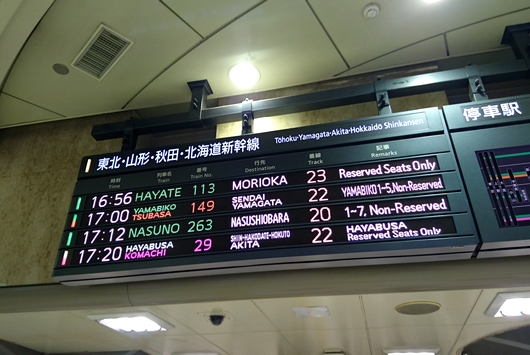 東北・山形・秋田・北海道新幹線 Tōhoku·Yamagata·Akita·Hokkaidō Shinkansen
時刻 Time 列車名 Train 番号 Train No. 行先 Destination 番線 Track 記事 Remarks
16:56 HAYATE 113 MORIOKA 23 Reserved Seats Only
17:00 YAMABIKO TSUBASA 149 SENDAI YAMAGATA 22 YAMABIKO1-5,Non-Reserved
17:12 NASUNO 263 NASUSHIOBARA 20 1~7, Non-Reserved
17:20 HAYABUSA KOMACHI 29 SHIN-HAKODATE-HOKUTO AKITA 22 HAYABUSA Reserved Seats Only
停車駅